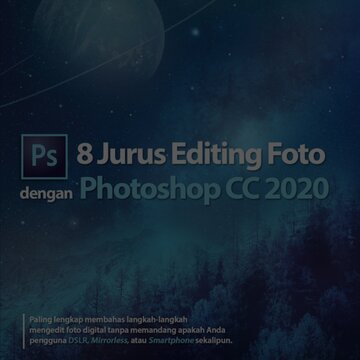 Ps 8 Jurus Editing Foto
dengan Photoshop CC 2020
Paling lengkap membahas langkah-langkah
mengedit foto digital tanpa memandang apakah Anda
pengguna DSLR, Mirrorless, atau Smartphone sekalipun.